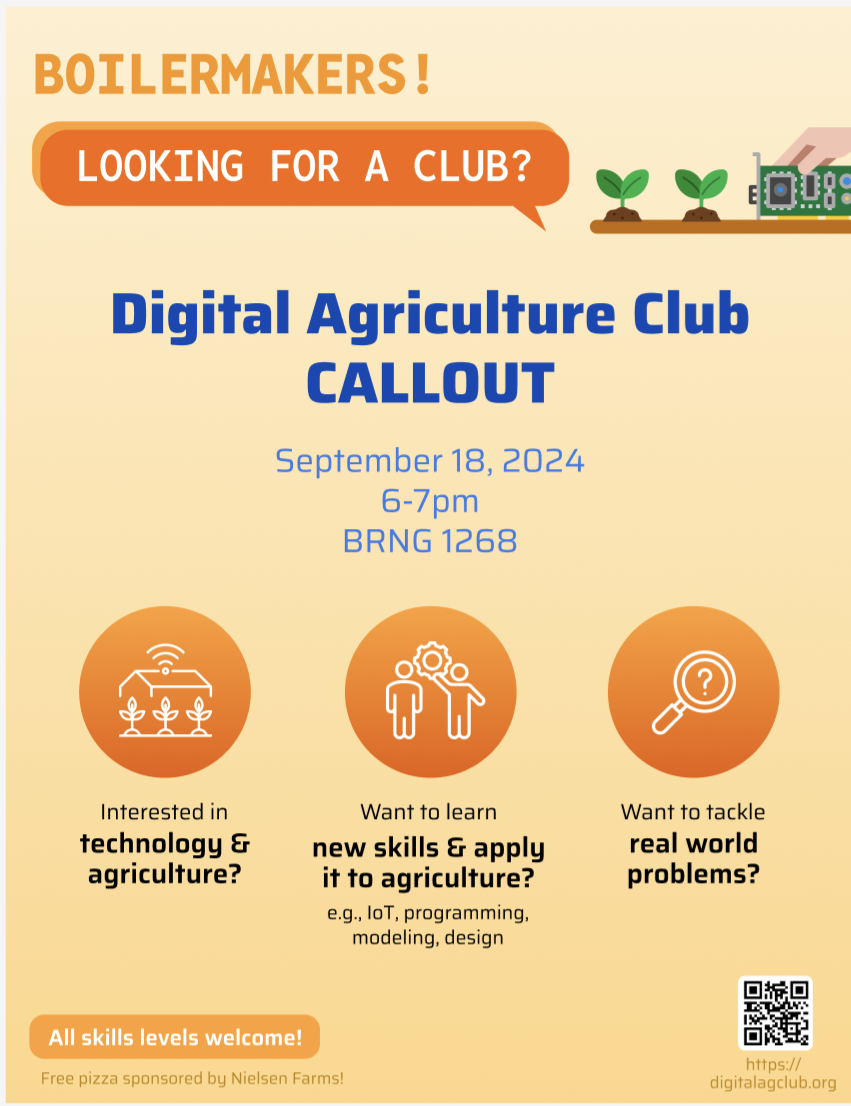 BOILERMAKERS!
LOOKING FOR A CLUB?
Digital Agriculture Club
CALLOUT
September 18, 2024
6-7pm
BRNG 1268
Interested in
technology &
agriculture?
Want to learn
new skills & apply
it to agriculture?
e.g., IoT, programming,
modeling, design
Want to tackle
real world
problems?
?
All skills levels welcome!
Free pizza sponsored by Nielsen Farms!
https://
digitalagclub.org